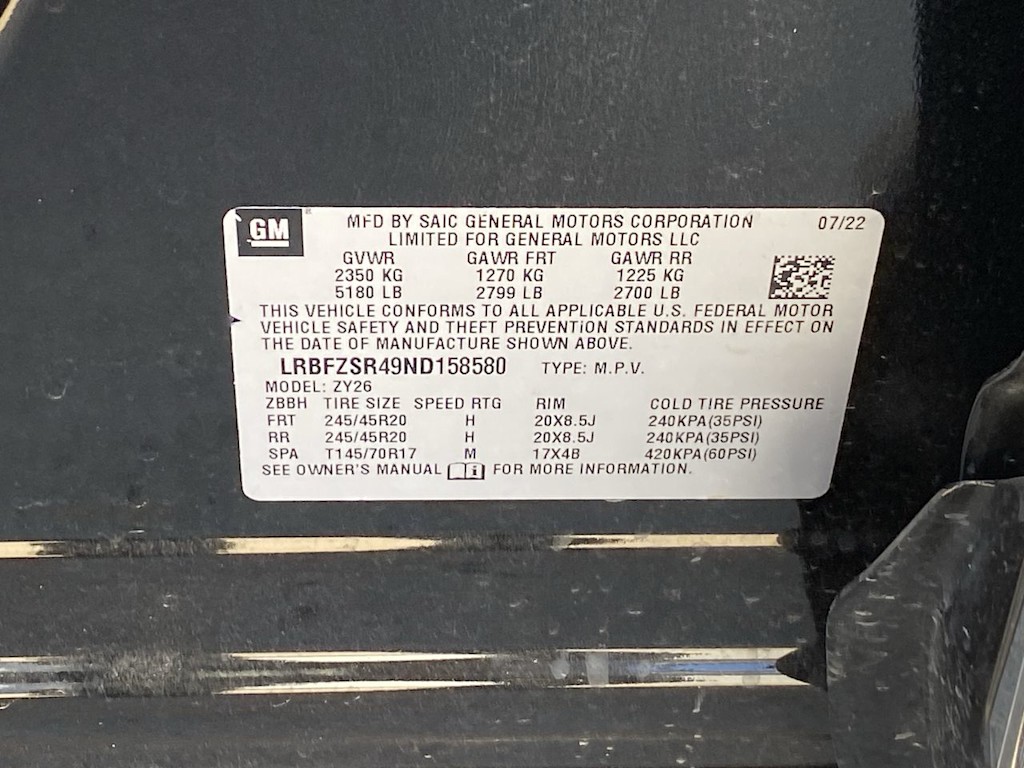 GM MFD BY SAIC GENERAL MOTORS CORPORATION 07/22
LIMITED FOR GENERAL MOTORS LLC
GVWR GAWR FRT GAWR RR
2350 KG 1270 KG 1225 KG
5180 LB 2799 LB 2700 LB
THIS VEHICLE CONFORMS TO ALL APPLICABLE U.S. FEDERAL MOTOR
VEHICLE SAFETY AND THEFT PREVENTION STANDARDS IN EFFECT ON
THE DATE OF MANUFACTURE SHOWN ABOVE.
LRBFZSR49ND158580 TYPE: M.P.V.
MODEL: ZY26
ZBBH TIRE SIZE SPEED RTG RIM COLD TIRE PRESSURE
FRT 245/45R20 H 20X8.5J 240KPA(35PSI)
RR 245/45R20 H 20X8.5J 240KPA(35PSI)
SPA T145/70R17 M 17X4B 420KPA(60PSI)
SEE OWNER'S MANUAL i FOR MORE INFORMATION.